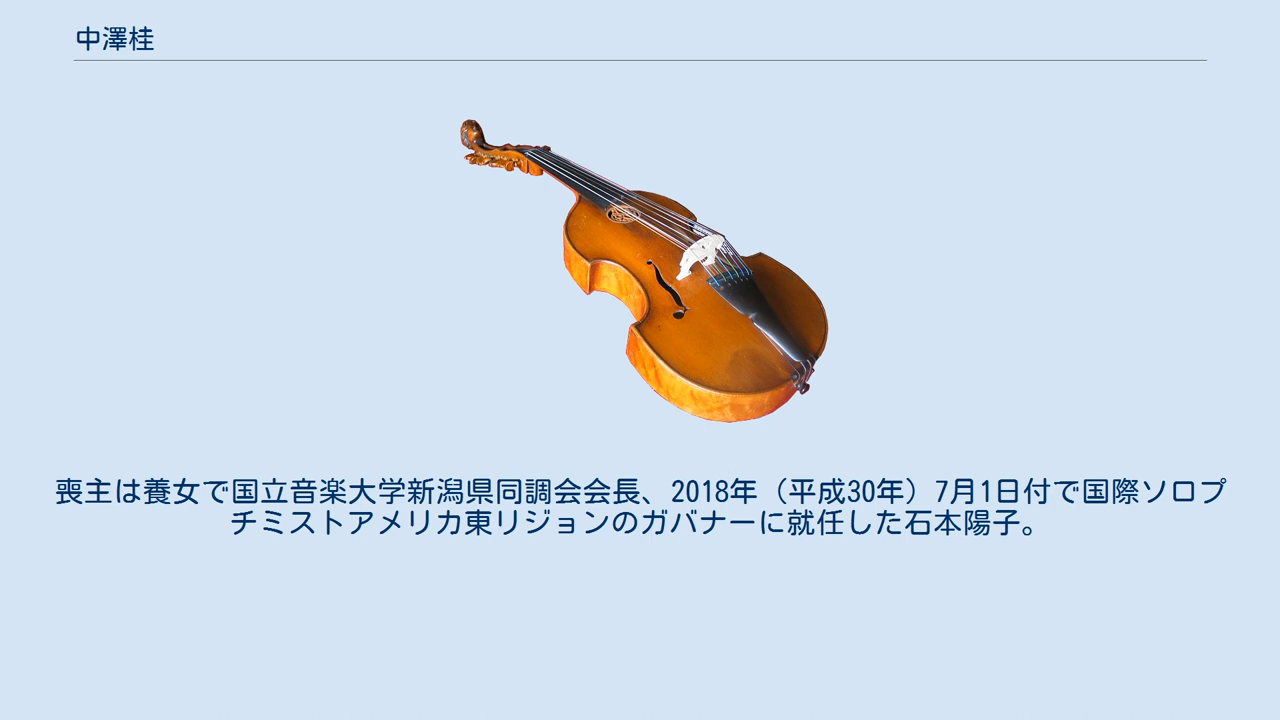 中澤桂
喪主は養女で国立音楽大学新潟県同調会会長、2018年（平成30年）7月1日付で国際ソロプ
チミストアメリカ東リジョンのガバナーに就任した石本陽子。